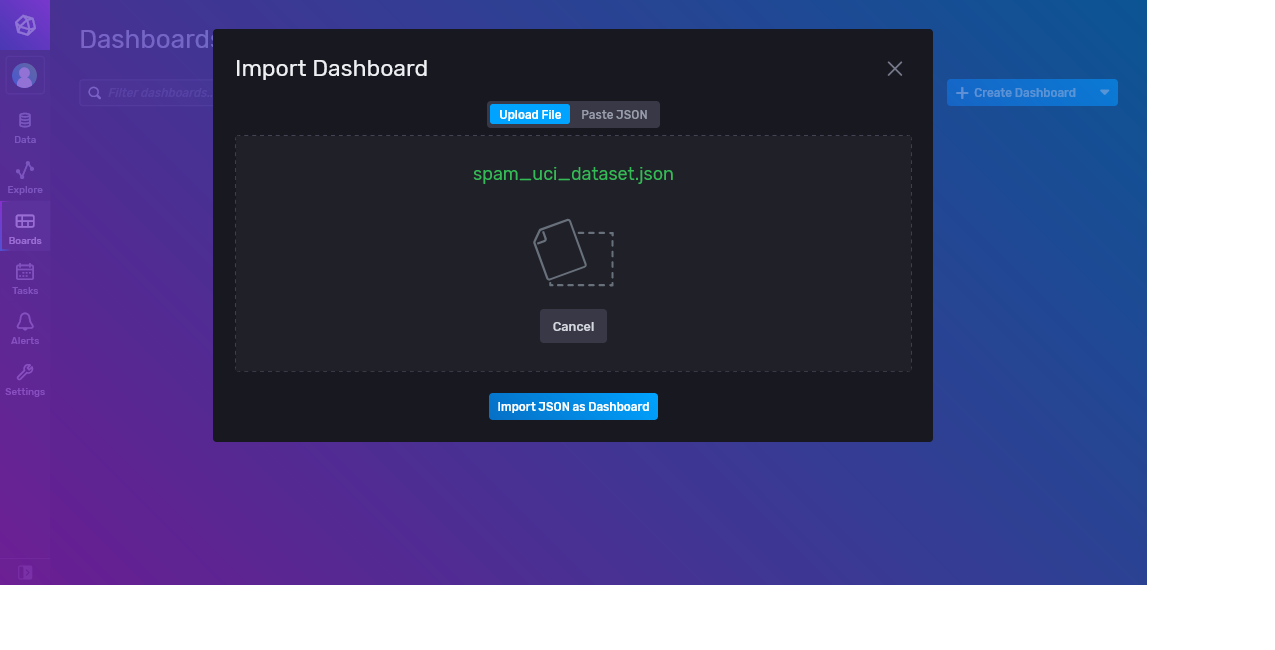 Dashboards
Import Dashboard
Filter dashboards...
Create Dashboard
Upload File
Paste JSON
Data
spam_uci_dataset.json
Explore
Boards
Tasks
Alerts
Cancel
Settings
Import JSON as Dashboard